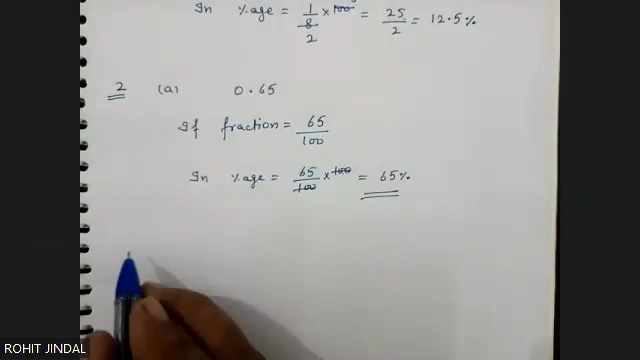 In %age = 1/8 × 100 = 25/2 = 12.5%
2
2 (a) 0.65
If fraction = 65/100
In %age = 65/100 × 100 = 65%
ROHIT JINDAL